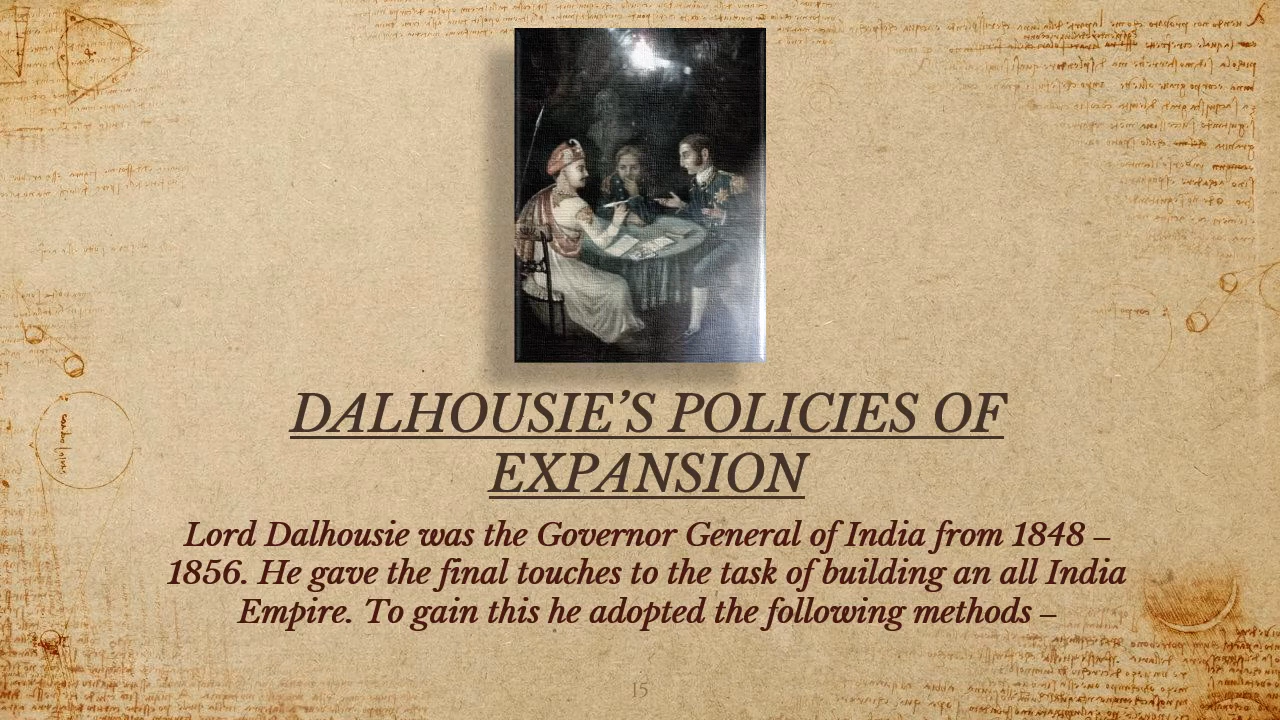 DALHOUSIE’S POLICIES OF
EXPANSION
Lord Dalhousie was the Governor General of India from 1848 –
1856. He gave the final touches to the task of building an all India
Empire. To gain this he adopted the following methods –
15